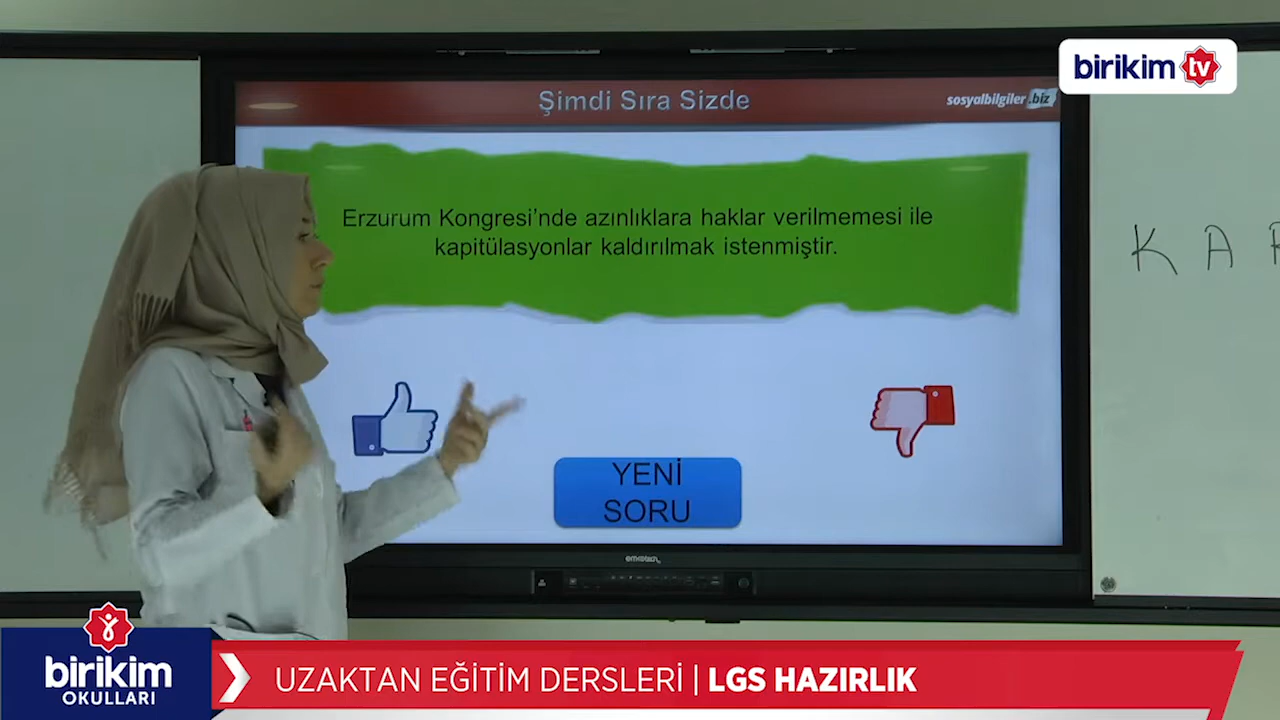 birikim tv
Şimdi Sıra Sizde
sosyalbilgiler.biz
Erzurum Kongresi’nde azınlıklara haklar verilmemesi ile
kapitülasyonlar kaldırılmak istenmiştir.
K A
YENİ
SORU
birikim
OKULLARI
UZAKTAN EĞİTİM DERSLERİ | LGS HAZIRLIK